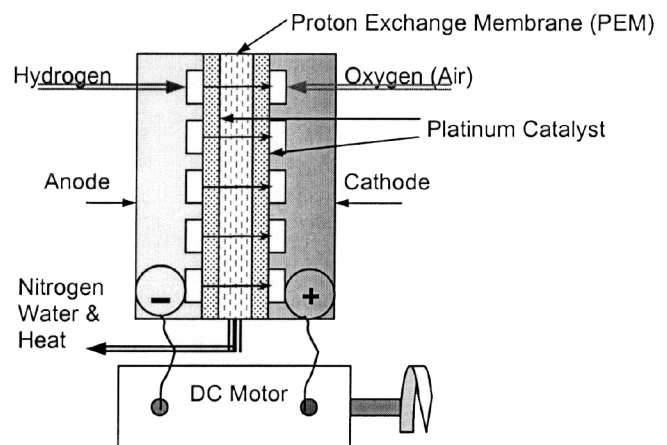 Proton Exchange Membrane (PEM)
Hydrogen
Oxygen (Air)
Platinum Catalyst
Anode
Cathode
Nitrogen
Water &
Heat
−
+
DC Motor